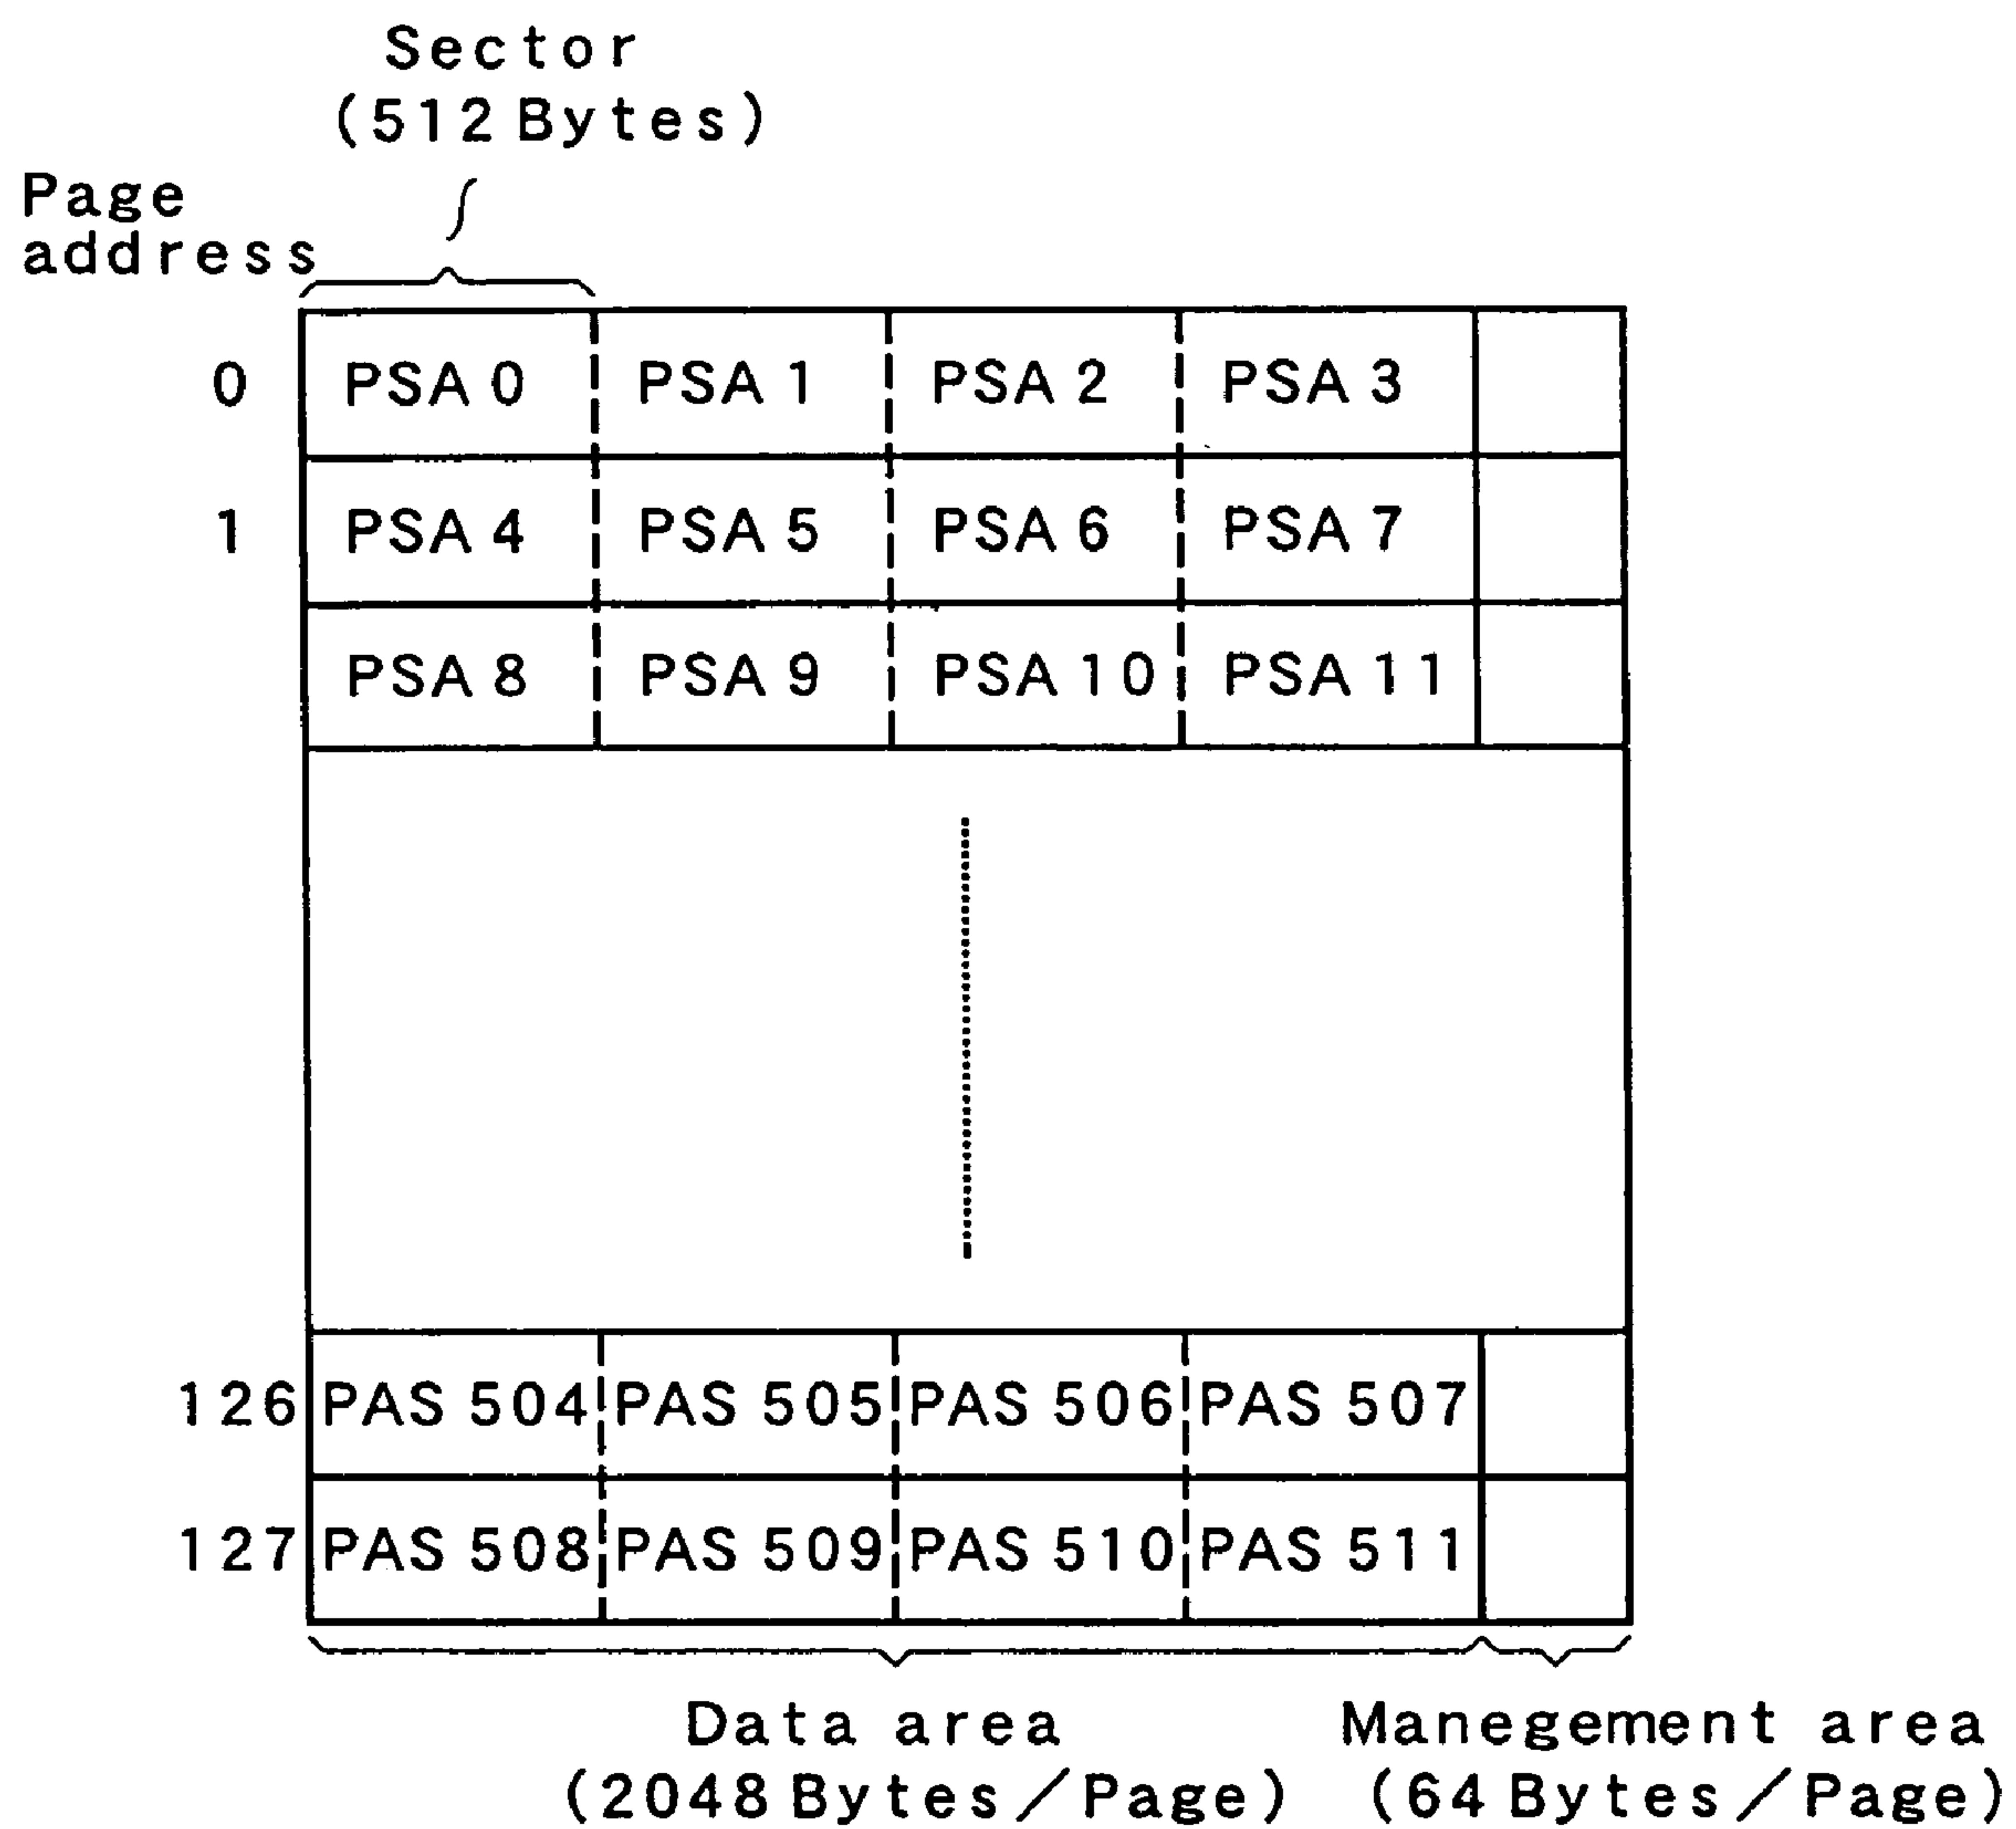 Sector
(512 Bytes)
Page
address
0 PSA 0 PSA 1 PSA 2 PSA 3
1 PSA 4 PSA 5 PSA 6 PSA 7
PSA 8 PSA 9 PSA 10 PSA 11
126 PAS 504 PAS 505 PAS 506 PAS 507
127 PAS 508 PAS 509 PAS 510 PAS 511
Data area Manegement area
(2048 Bytes/Page) (64 Bytes/Page)